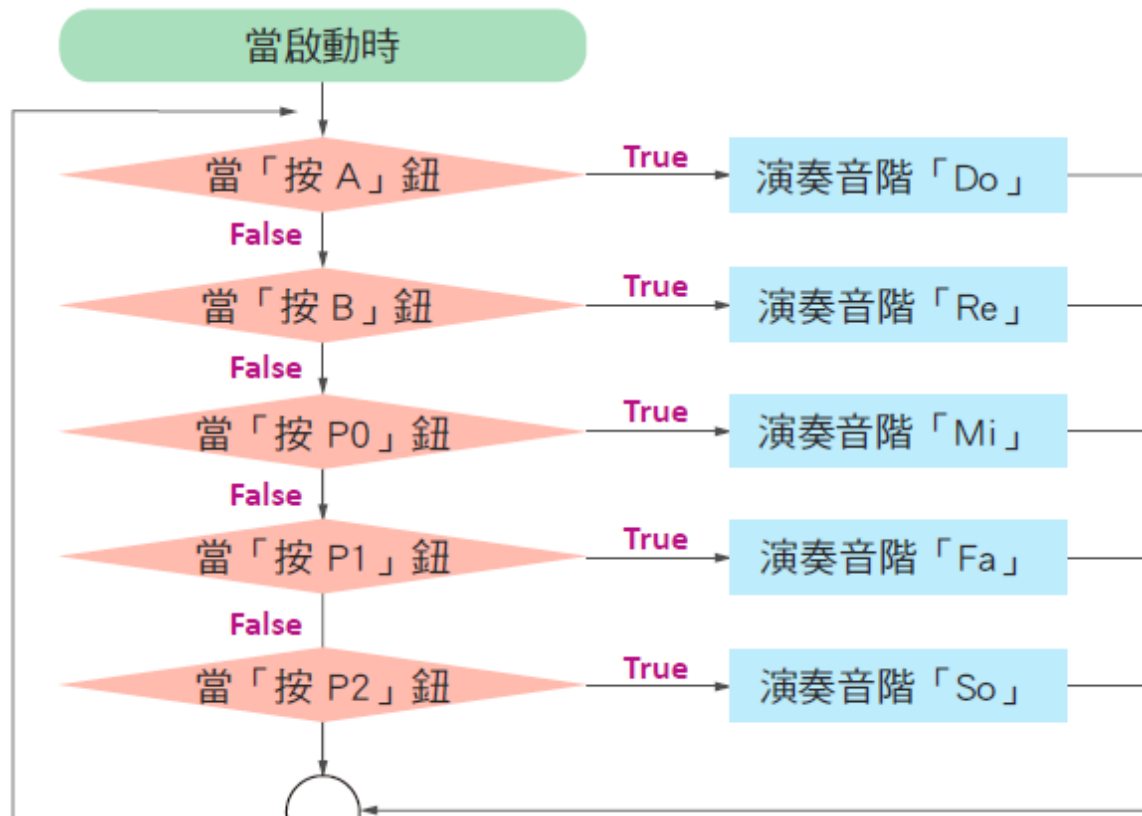 當啟動時
當「按 A」鈕
True
演奏音階「Do」
False
當「按 B」鈕
True
演奏音階「Re」
False
當「按 P0」鈕
True
演奏音階「Mi」
False
當「按 P1」鈕
True
演奏音階「Fa」
False
當「按 P2」鈕
True
演奏音階「So」